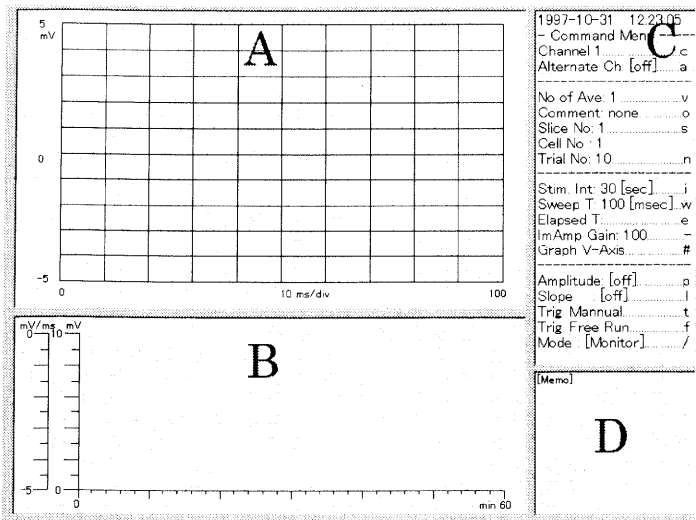 5
mV
A
0
-5
0
10 ms/div
100
mV/ms mV
0 10
B
-5 0
0
min 60
1997-10-31 12:23:05
- Command Menu ----
C
Channel 1 ........ c
Alternate Ch. [off] ..... a
No of Ave: 1 ........ v
Comment: none ........ o
Slice No: 1 ........ s
Cell No : 1
Trial No: 10 ........ n
Stim. Int: 30 [sec] ..... i
Sweep T: 100 [msec] .. w
Elapsed T: ........ e
ImAmp Gain: 100 ........ -
Graph V-Axis ........ #
Amplitude: [off] ........ p
Slope : [off] ........ l
Trig Mannual ........ t
Trig Free Run ........ f
Mode : [Monitor] ........ /
[Memo]
D